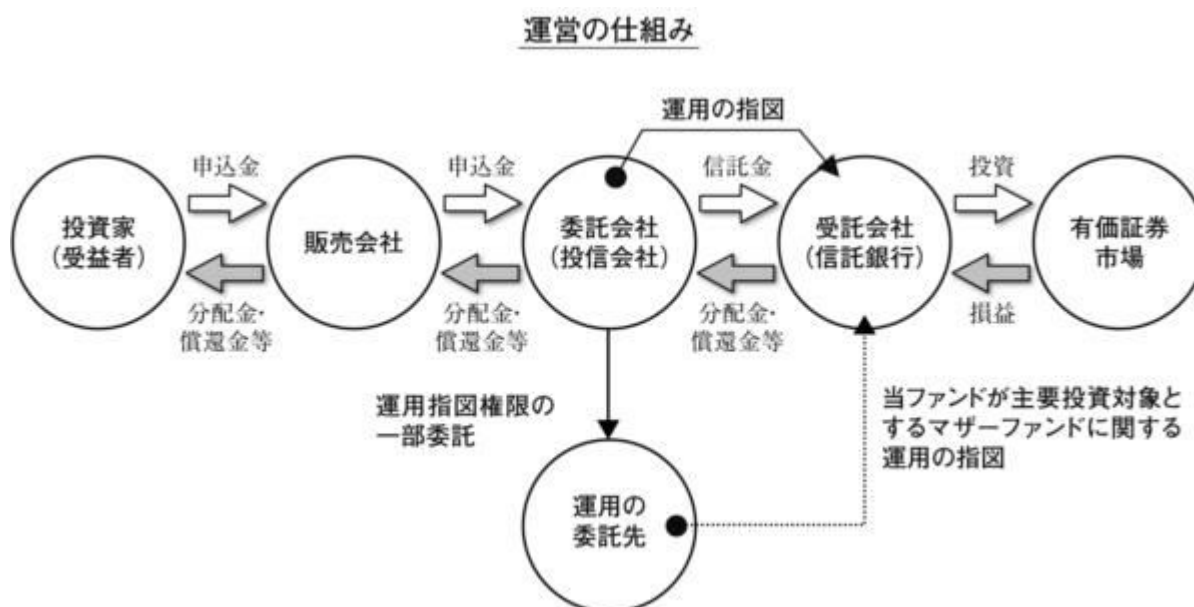 運営の仕組み
運用の指図
申込金
申込金
信託金
投資
投資家
(受益者)
販売会社
委託会社
(投信会社)
受託会社
(信託銀行)
有価証券
市場
分配金・
償還金等
分配金・
償還金等
分配金・
償還金等
損益
運用指図権限の
一部委託
当ファンドが主要投資対象と
するマザーファンドに関する
運用の指図
運用の
委託先